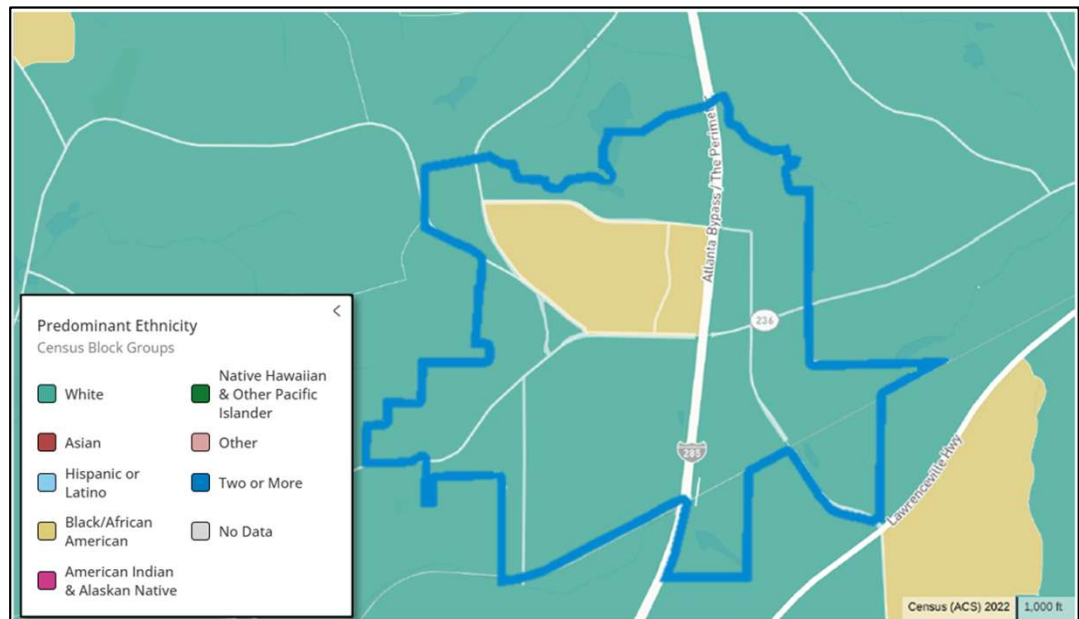 Atlanta Bypass / The Perimeter
236
285
Lawrenceville Hwy
Predominant Ethnicity
Census Block Groups
White
Asian
Hispanic or
Latino
Black/African
American
American Indian
& Alaskan Native
Native Hawaiian
& Other Pacific
Islander
Other
Two or More
No Data
Census (ACS) 2022
1,000 ft